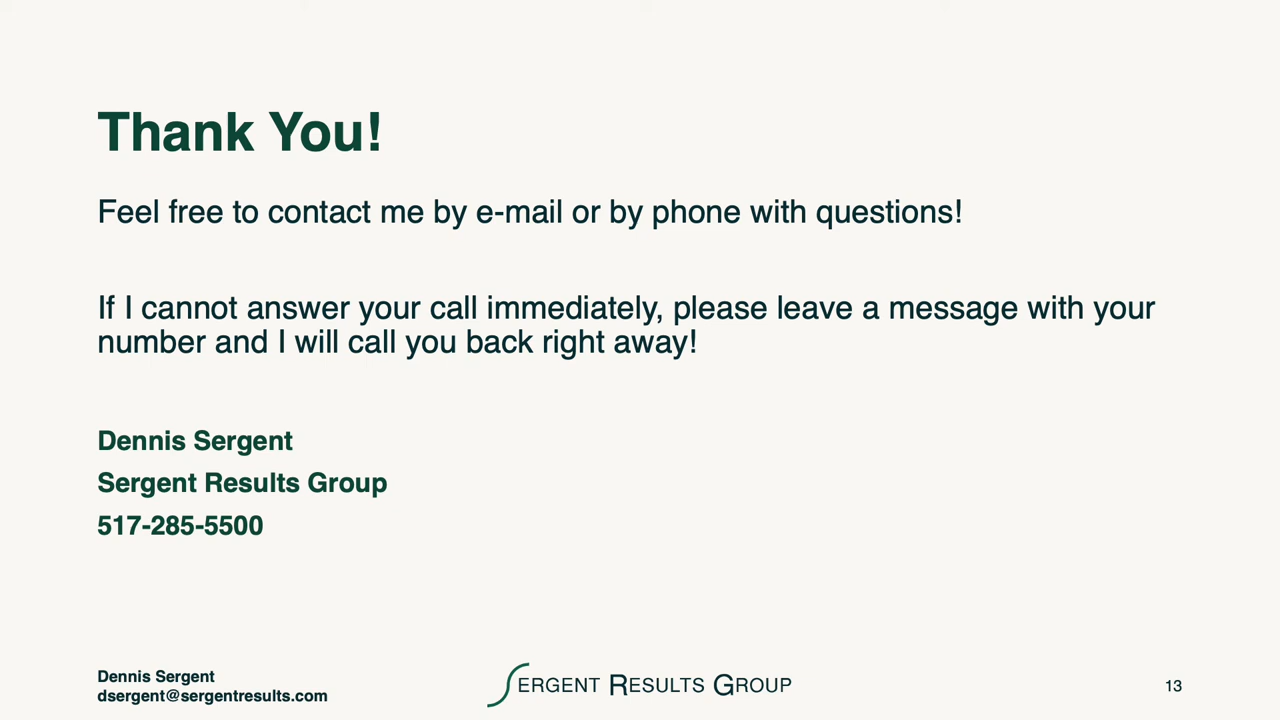 Thank You!
Feel free to contact me by e-mail or by phone with questions!
If I cannot answer your call immediately, please leave a message with your
number and I will call you back right away!
Dennis Sergent
Sergent Results Group
517-285-5500
Dennis Sergent
dsergent@sergentresults.com
SERGENT RESULTS GROUP
13